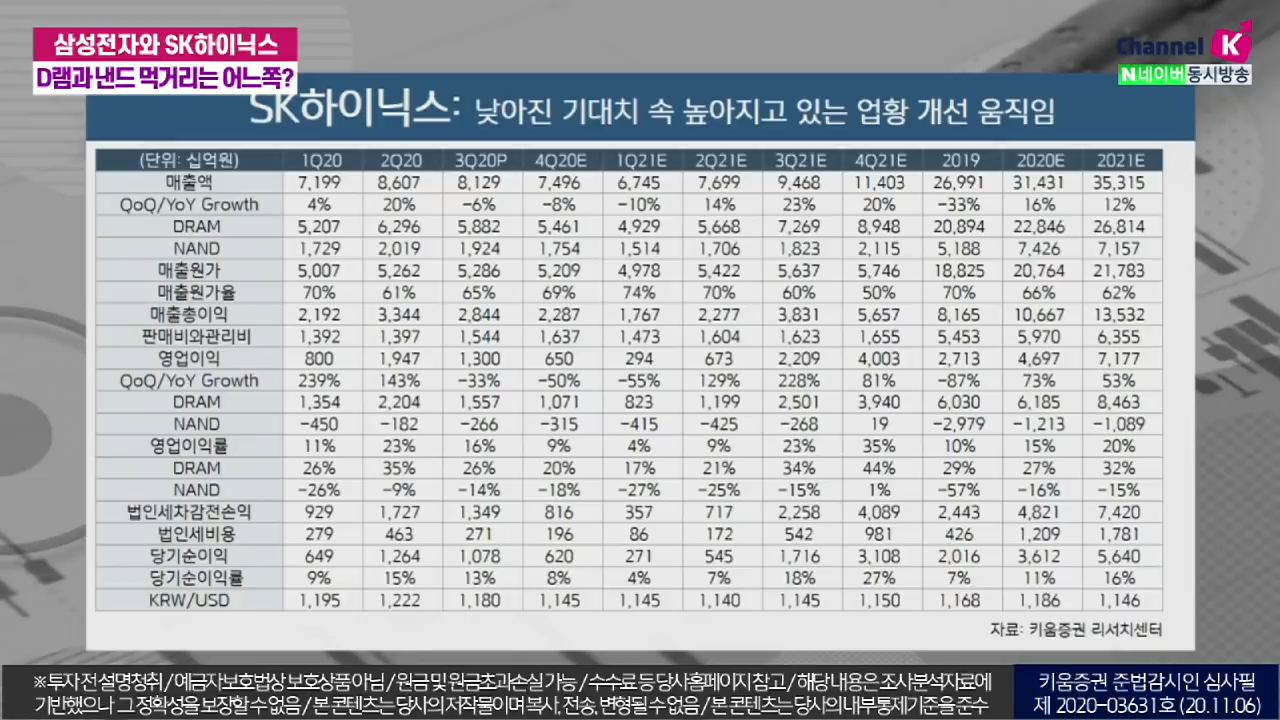 삼성전자와 SK하이닉스
D램과 낸드 먹거리는 어느쪽?
Channel K
N 네이버 동시방송
SK하이닉스: 낮아진 기대치 속 높아지고 있는 업황 개선 움직임
(단위: 십억원) 1Q20 2Q20 3Q20P 4Q20E 1Q21E 2Q21E 3Q21E 4Q21E 2019 2020E 2021E
매출액 7,199 8,607 8,129 7,496 6,745 7,699 9,468 11,403 26,991 31,431 35,315
QoQ/YoY Growth 4% 20% -6% -8% -10% 14% 23% 20% -33% 16% 12%
DRAM 5,207 6,296 5,882 5,461 4,929 5,668 7,269 8,948 20,894 22,846 26,814
NAND 1,729 2,019 1,924 1,754 1,514 1,706 1,823 2,115 5,188 7,426 7,157
매출원가 5,007 5,262 5,286 5,209 4,978 5,422 5,637 5,746 18,825 20,764 21,783
매출원가율 70% 61% 65% 69% 74% 70% 60% 50% 70% 66% 62%
매출총이익 2,192 3,344 2,844 2,287 1,767 2,277 3,831 5,657 8,165 10,667 13,532
판매비와관리비 1,392 1,397 1,544 1,637 1,473 1,604 1,623 1,655 5,453 5,970 6,355
영업이익 800 1,947 1,300 650 294 673 2,209 4,003 2,713 4,697 7,177
QoQ/YoY Growth 239% 143% -33% -50% -55% 129% 228% 81% -87% 73% 53%
DRAM 1,354 2,204 1,557 1,071 823 1,199 2,501 3,940 6,030 6,185 8,463
NAND -450 -182 -266 -315 -415 -425 -268 19 -2,979 -1,213 -1,089
영업이익률 11% 23% 16% 9% 4% 9% 23% 35% 10% 15% 20%
DRAM 26% 35% 26% 20% 17% 21% 34% 44% 29% 27% 32%
NAND -26% -9% -14% -18% -27% -25% -15% 1% -57% -16% -15%
법인세차감전손익 929 1,727 1,349 816 357 717 2,258 4,089 2,443 4,821 7,420
법인세비용 279 463 271 196 86 172 542 981 426 1,209 1,781
당기순이익 649 1,264 1,078 620 271 545 1,716 3,108 2,016 3,612 5,640
당기순이익률 9% 15% 13% 8% 4% 7% 18% 27% 7% 11% 16%
KRW/USD 1,195 1,222 1,180 1,145 1,145 1,140 1,145 1,150 1,168 1,186 1,146
자료: 키움증권 리서치센터
※ 투자 전 설명청취 / 예금자보호법상 보호상품 아님 / 원금 및 원금초과손실 가능 / 수수료 등 당사홈페이지 참고 / 해당 내용은 조사분석자료에
기반했으나 그 정확성을 보장할 수 없음 / 본 콘텐츠는 당사의 저작물이며 복사, 전송, 변형될 수 없음 / 본 콘텐츠는 당사의 내부통제기준을 준수
키움증권 준법감시인 심사필
제 2020-03631호 (20.11.06)